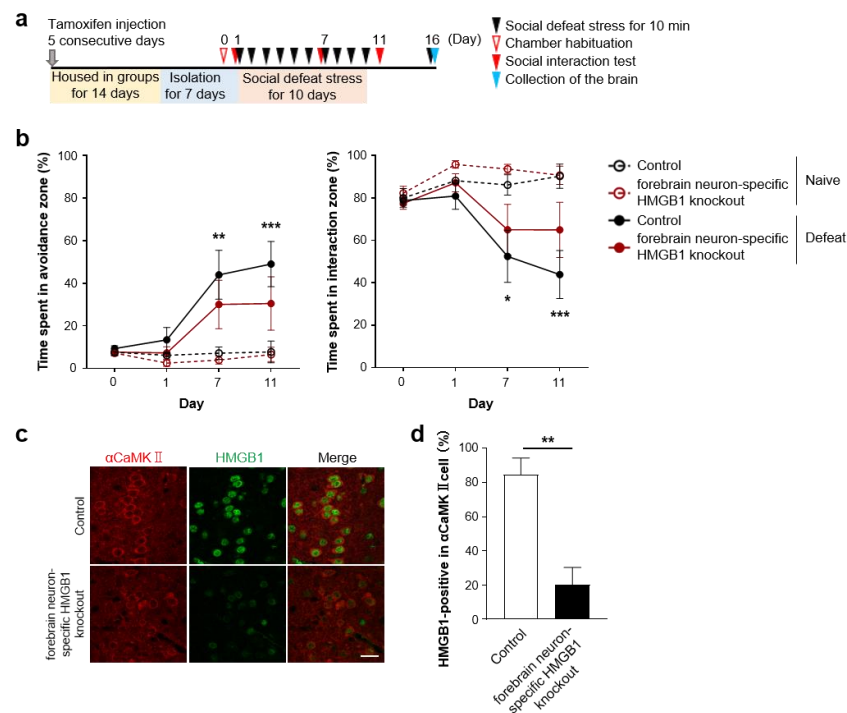 a
Tamoxifen injection
5 consecutive days
0 1 7 11 16 (Day)
Housed in groups
for 14 days
Isolation
for 7 days
Social defeat stress
for 10 days
Social defeat stress for 10 min
Chamber habituation
Social interaction test
Collection of the brain
b
Time spent in avoidance zone (%)
100
80
60
40
20
0
** ***
0 1 7 11
Day
Time spent in interaction zone (%)
100
80
60
40
20
0
* ***
0 1 7 11
Day
Control
forebrain neuron-specific
HMGB1 knockout
Naive
Control
forebrain neuron-specific
HMGB1 knockout
Defeat
c
αCaMKⅡ HMGB1 Merge
Control
forebrain neuron-
specific HMGB1
knockout
d
HMGB1-positive in αCaMKⅡcell (%)
100
80
60
40
20
0
**
Control
forebrain neuron-
specific HMGB1
knockout